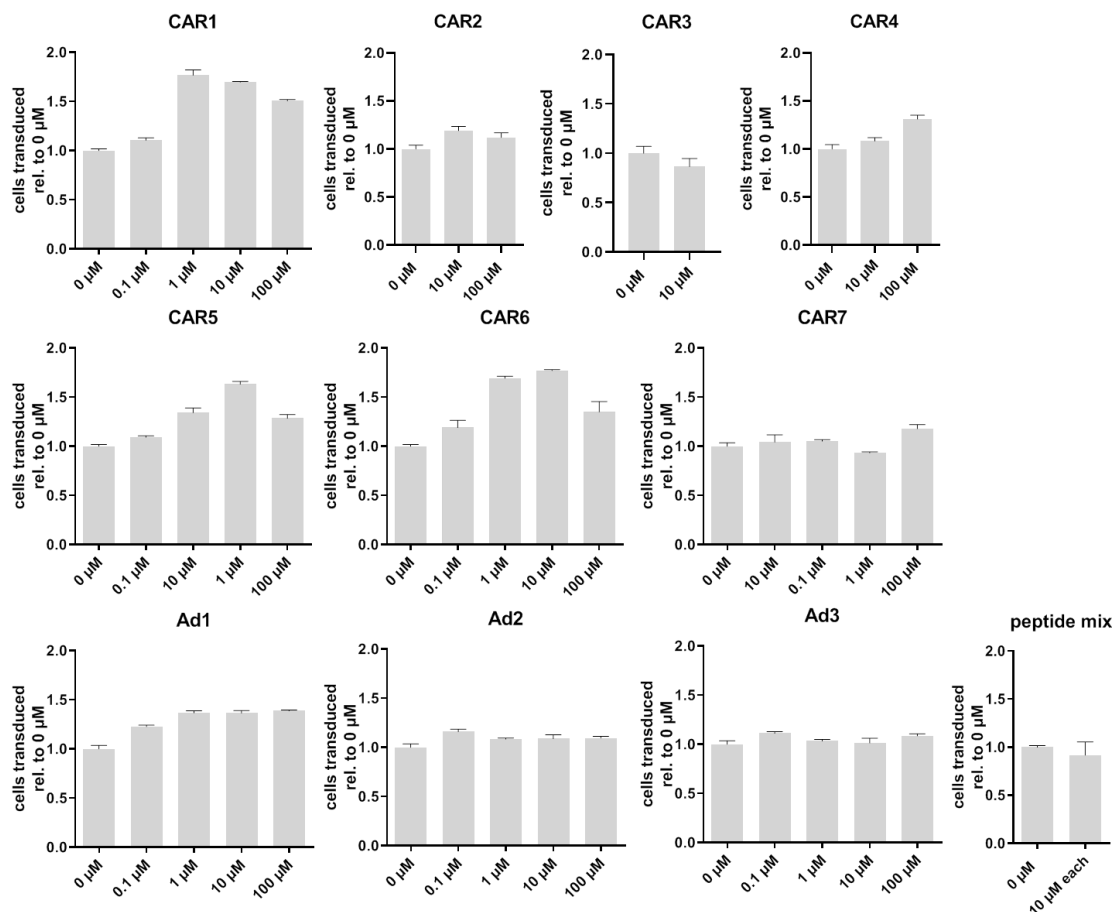 CAR1
CAR2
CAR3
CAR4
cells transduced
rel. to 0 µM
2.0
1.5
1.0
0.5
0.0
0 µM
0.1 µM
1 µM
10 µM
100 µM
cells transduced
rel. to 0 µM
2.0
1.5
1.0
0.5
0.0
0 µM
10 µM
100 µM
cells transduced
rel. to 0 µM
2.0
1.5
1.0
0.5
0.0
0 µM
10 µM
cells transduced
rel. to 0 µM
2.0
1.5
1.0
0.5
0.0
0 µM
10 µM
100 µM
CAR5
CAR6
CAR7
cells transduced
rel. to 0 µM
2.0
1.5
1.0
0.5
0.0
0 µM
0.1 µM
10 µM
1 µM
100 µM
cells transduced
rel. to 0 µM
2.0
1.5
1.0
0.5
0.0
0 µM
0.1 µM
1 µM
10 µM
100 µM
cells transduced
rel. to 0 µM
2.0
1.5
1.0
0.5
0.0
0 µM
10 µM
0.1 µM
1 µM
100 µM
Ad1
Ad2
Ad3
peptide mix
cells transduced
rel. to 0 µM
2.0
1.5
1.0
0.5
0.0
0 µM
0.1 µM
1 µM
10 µM
100 µM
cells transduced
rel. to 0 µM
2.0
1.5
1.0
0.5
0.0
0 µM
0.1 µM
1 µM
10 µM
100 µM
cells transduced
rel. to 0 µM
2.0
1.5
1.0
0.5
0.0
0 µM
0.1 µM
1 µM
10 µM
100 µM
cells transduced
rel. to 0 µM
2.0
1.5
1.0
0.5
0.0
0 µM
10 µM each